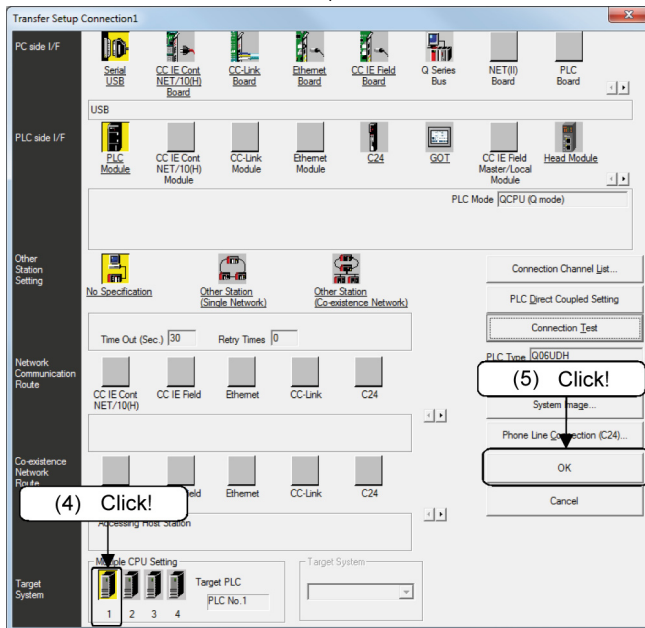 Transfer Setup Connection1
PC side I/F
Serial USB
CC IE Cont NET/10(H) Board
CC-Link Board
Ethernet Board
CC IE Field Board
Q Series Bus
NET(II) Board
PLC Board
USB
PLC side I/F
PLC Module
CC IE Cont NET/10(H) Module
CC-Link Module
Ethernet Module
C24
GOT
CC IE Field Master/Local Module
Head Module
PLC Mode QCPU (Q mode)
Other Station Setting
No Specification
Other Station (Single Network)
Other Station (Co-existence Network)
Time Out (Sec.) 30 Retry Times 0
Connection Channel List...
PLC Direct Coupled Setting
Connection Test
PLC Type Q06UDH
(5) Click!
System Image...
Phone Line Connection (C24)...
OK
Cancel
Network Communication Route
CC IE Cont NET/10(H)
CC IE Field
Ethernet
CC-Link
C24
Co-existence Network Route
(4) Click!
Ethernet
CC-Link
C24
Accessing Host Station
Target System
Multiple CPU Setting
1 2 3 4
Target PLC
PLC No.1
Target System